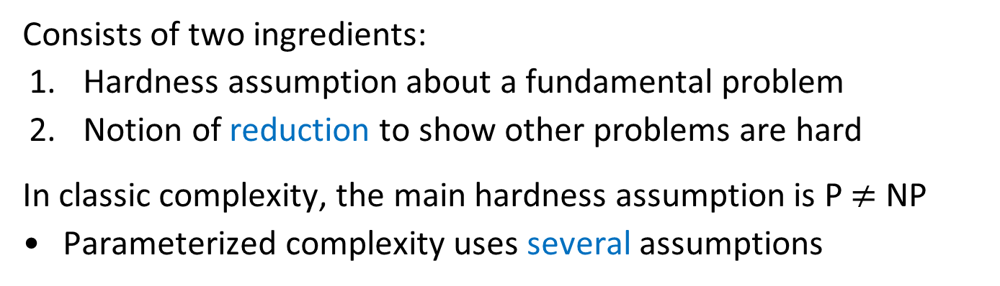 Consists of two ingredients:
1. Hardness assumption about a fundamental problem
2. Notion of reduction to show other problems are hard
In classic complexity, the main hardness assumption is P ≠ NP
• Parameterized complexity uses several assumptions